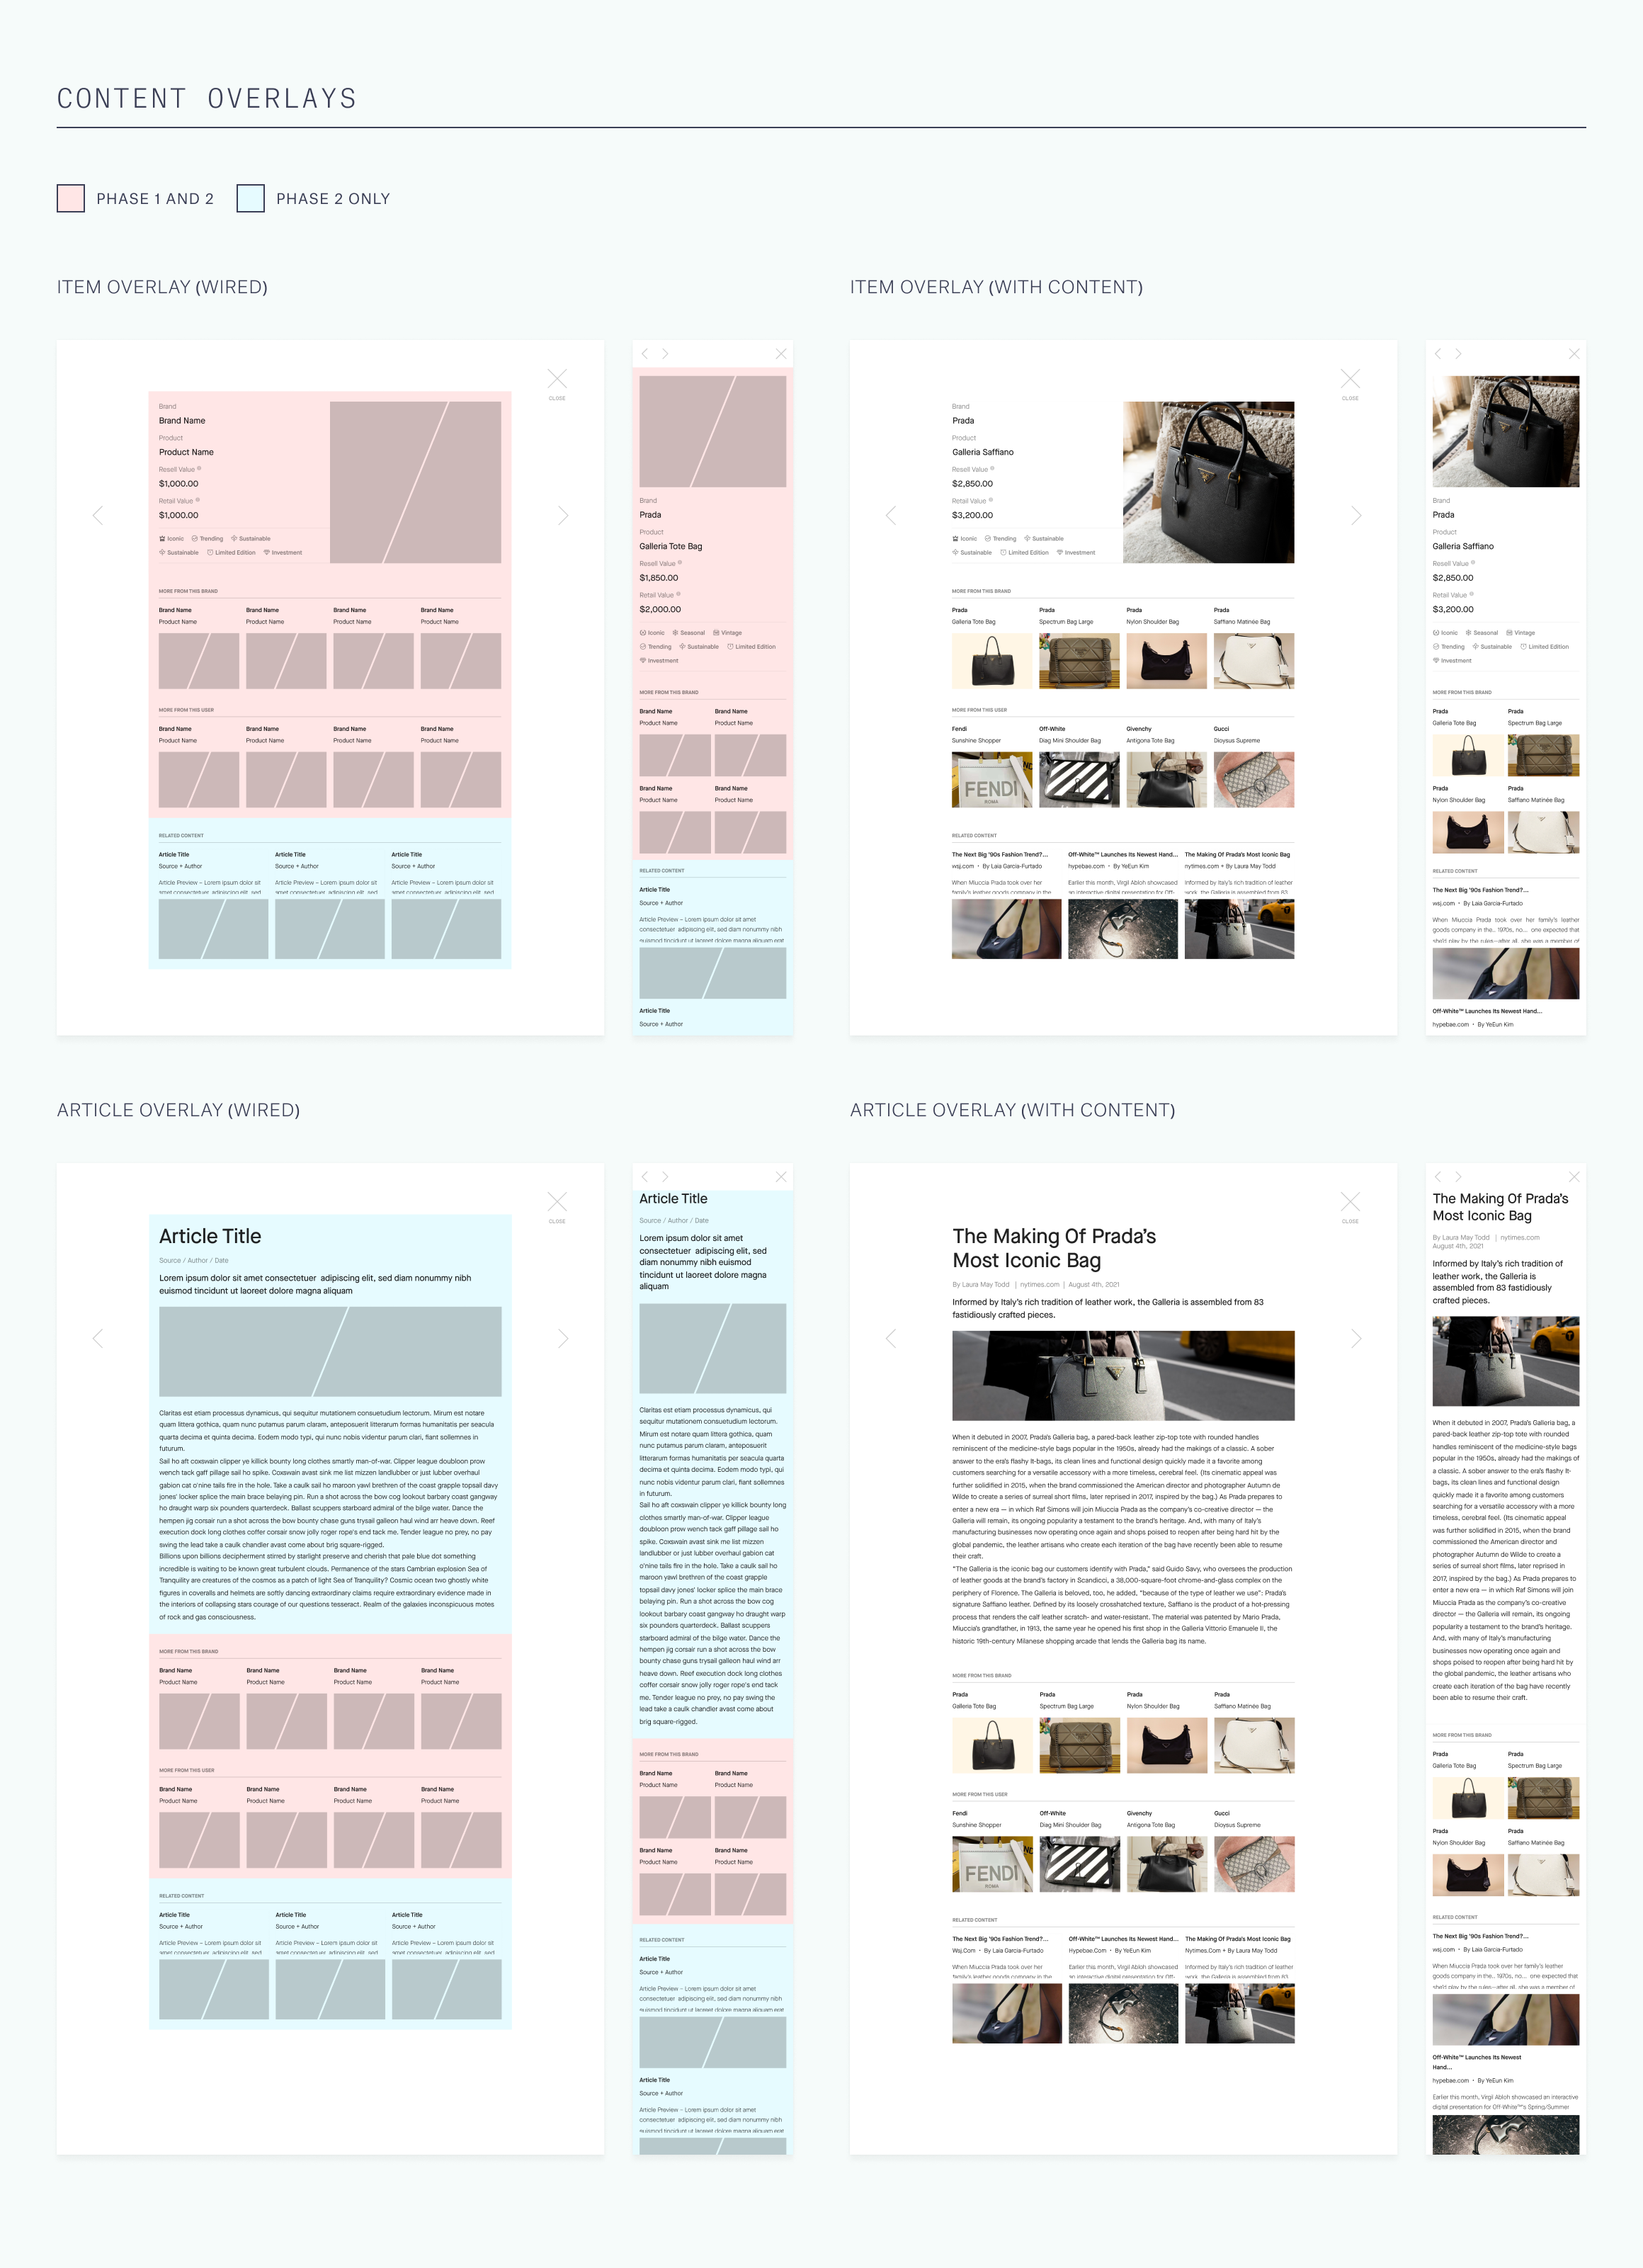 CONTENT OVERLAYS
PHASE 1 AND 2
PHASE 2 ONLY
ITEM OVERLAY (WIRED)
CLOSE
Brand
Brand Name
Product
Product Name
Resell Value
$1,000.00
Retail Value
$1,000.00
Iconic Trending Sustainable
Sustainable Limited Edition Investment
MORE FROM THIS BRAND
Brand Name Brand Name Brand Name Brand Name
Product Name Product Name Product Name Product Name
MORE FROM THIS USER
Brand Name Brand Name Brand Name Brand Name
Product Name Product Name Product Name Product Name
RELATED CONTENT
Article Title Article Title Article Title
Source + Author Source + Author Source + Author
Article Preview – Lorem ipsum dolor sit Article Preview – Lorem ipsum dolor sit Article Preview – Lorem ipsum dolor sit
amet consectetuer adipiscing elit, sed amet consectetuer adipiscing elit, sed amet consectetuer adipiscing elit, sed
Brand
Prada
Product
Galleria Tote Bag
Resell Value
$1,850.00
Retail Value
$2,000.00
Iconic Seasonal Vintage
Trending Sustainable Limited Edition
Investment
MORE FROM THIS BRAND
Brand Name Brand Name
Product Name Product Name
Brand Name Brand Name
Product Name Product Name
RELATED CONTENT
Article Title
Source + Author
Article Preview – Lorem ipsum dolor sit amet
consectetuer adipiscing elit, sed diam nonummy nibh
euismod tincidunt ut laoreet dolore magna aliquam erat
Article Title
Source + Author
ITEM OVERLAY (WITH CONTENT)
CLOSE
Brand
Prada
Product
Galleria Saffiano
Resell Value
$2,850.00
Retail Value
$3,200.00
Iconic Trending Sustainable
Sustainable Limited Edition Investment
MORE FROM THIS BRAND
Prada Prada Prada Prada
Galleria Tote Bag Spectrum Bag Large Nylon Shoulder Bag Saffiano Matinée Bag
MORE FROM THIS USER
Fendi Off-White Givenchy Gucci
Sunshine Shopper Diag Mini Shoulder Bag Antigona Tote Bag Dioysus Supreme
FENDI
ROMA
RELATED CONTENT
The Next Big '90s Fashion Trend?... Off-White™ Launches Its Newest Hand... The Making Of Prada's Most Iconic Bag
wsj.com • By Laia Garcia-Furtado hypebae.com • By YeEun Kim nytimes.com + By Laura May Todd
When Miuccia Prada took over her Earlier this month, Virgil Abloh showcased Informed by Italy's rich tradition of leather
family's leather goods company in the an interactive digital presentation for Off- work, the Galleria is assembled from 83
Brand
Prada
Product
Galleria Saffiano
Resell Value
$2,850.00
Retail Value
$3,200.00
Iconic Seasonal Vintage
Trending Sustainable Limited Edition
Investment
MORE FROM THIS BRAND
Prada Prada
Galleria Tote Bag Spectrum Bag Large
Prada Prada
Nylon Shoulder Bag Saffiano Matinée Bag
RELATED CONTENT
The Next Big '90s Fashion Trend?...
wsj.com • By Laia Garcia-Furtado
When Miuccia Prada took over her family's leather
goods company in the.. 1970s, no... one expected that
she'd play by the rules—after all, she was a member of
Off-White™ Launches Its Newest Hand...
hypebae.com • By YeEun Kim
ARTICLE OVERLAY (WIRED)
CLOSE
Article Title
Source / Author / Date
Lorem ipsum dolor sit amet consectetuer adipiscing elit, sed diam nonummy nibh
euismod tincidunt ut laoreet dolore magna aliquam
Claritas est etiam processus dynamicus, qui sequitur mutationem consuetudium lectorum. Mirum est notare
quam littera gothica, quam nunc putamus parum claram, anteposuerit litterarum formas humanitatis per seacula
quarta decima et quinta decima. Eodem modo typi, qui nunc nobis videntur parum clari, fiant sollemnes in
futurum.
Sail ho aft coxswain clipper ye killick bounty long clothes smartly man-of-war. Clipper league doubloon prow
wench tack gaff pillage sail ho spike. Coxswain avast sink me list mizzen landlubber or just lubber overhaul
gabion cat o'nine tails fire in the hole. Take a caulk sail ho maroon yawl brethren of the coast grapple topsail davy
jones' locker splice the main brace belaying pin. Run a shot across the bow cog lookout barbary coast gangway
ho draught warp six pounders quarterdeck. Ballast scuppers starboard admiral of the bilge water. Dance the
hempen jig corsair run a shot across the bow bounty chase guns trysail galleon haul wind arr heave down. Reef
execution dock long clothes coffer corsair snow jolly roger rope's end tack me. Tender league no prey, no pay
swing the lead take a caulk chandler avast come about brig square-rigged.
Billions upon billions decipherment stirred by starlight preserve and cherish that pale blue dot something
incredible is waiting to be known great turbulent clouds. Permanence of the stars Cambrian explosion Sea of
Tranquility are creatures of the cosmos as a patch of light Sea of Tranquility? Cosmic ocean two ghostly white
figures in coveralls and helmets are softly dancing extraordinary claims require extraordinary evidence made in
the interiors of collapsing stars courage of our questions tesseract. Realm of the galaxies inconspicuous motes
of rock and gas consciousness.
MORE FROM THIS BRAND
Brand Name Brand Name Brand Name Brand Name
Product Name Product Name Product Name Product Name
MORE FROM THIS USER
Brand Name Brand Name Brand Name Brand Name
Product Name Product Name Product Name Product Name
RELATED CONTENT
Article Title Article Title Article Title
Source + Author Source + Author Source + Author
Article Preview – Lorem ipsum dolor sit Article Preview – Lorem ipsum dolor sit Article Preview – Lorem ipsum dolor sit
amet consectetuer adipiscing elit, sed amet consectetuer adipiscing elit, sed amet consectetuer adipiscing elit, sed
Article Title
Source / Author / Date
Lorem ipsum dolor sit amet
consectetuer adipiscing elit, sed
diam nonummy nibh euismod
tincidunt ut laoreet dolore magna
aliquam
Claritas est etiam processus dynamicus, qui
sequitur mutationem consuetudium lectorum.
Mirum est notare quam littera gothica, quam
nunc putamus parum claram, anteposuerit
litterarum formas humanitatis per seacula quarta
decima et quinta decima. Eodem modo typi, qui
nunc nobis videntur parum clari, fiant sollemnes
in futurum.
Sail ho aft coxswain clipper ye killick bounty long
clothes smartly man-of-war. Clipper league
doubloon prow wench tack gaff pillage sail ho
spike. Coxswain avast sink me list mizzen
landlubber or just lubber overhaul gabion cat
o'nine tails fire in the hole. Take a caulk sail ho
maroon yawl brethren of the coast grapple
topsail davy jones' locker splice the main brace
belaying pin. Run a shot across the bow cog
lookout barbary coast gangway ho draught warp
six pounders quarterdeck. Ballast scuppers
starboard admiral of the bilge water. Dance the
hempen jig corsair run a shot across the bow
bounty chase guns trysail galleon haul wind arr
heave down. Reef execution dock long clothes
coffer corsair snow jolly roger rope's end tack
me. Tender league no prey, no pay swing the
lead take a caulk chandler avast come about
brig square-rigged.
MORE FROM THIS BRAND
Brand Name Brand Name
Product Name Product Name
Brand Name Brand Name
Product Name Product Name
RELATED CONTENT
Article Title
Source + Author
Article Preview – Lorem ipsum dolor sit amet
consectetuer adipiscing elit, sed diam nonummy nibh
euismod tincidunt ut laoreet dolore magna aliquam erat
Article Title
Source + Author
Article Preview – Lorem ipsum dolor sit amet
consectetuer adipiscing elit, sed diam nonummy nibh
euismod tincidunt ut laoreet dolore magna aliquam erat
ARTICLE OVERLAY (WITH CONTENT)
CLOSE
The Making Of Prada's
Most Iconic Bag
By Laura May Todd | nytimes.com | August 4th, 2021
Informed by Italy's rich tradition of leather work, the Galleria is assembled from 83
fastidiously crafted pieces.
When it debuted in 2007, Prada's Galleria bag, a pared-back leather zip-top tote with rounded handles
reminiscent of the medicine-style bags popular in the 1950s, already had the makings of a classic. A sober
answer to the era's flashy It-bags, its clean lines and functional design quickly made it a favorite among
customers searching for a versatile accessory with a more timeless, cerebral feel. (Its cinematic appeal was
further solidified in 2015, when the brand commissioned the American director and photographer Autumn de
Wilde to create a series of surreal short films, later reprised in 2017, inspired by the bag.) As Prada prepares to
enter a new era — in which Raf Simons will join Miuccia Prada as the company's co-creative director — the
Galleria will remain, its ongoing popularity a testament to the brand's heritage. And, with many of Italy's
manufacturing businesses now operating once again and shops poised to reopen after being hard hit by the
global pandemic, the leather artisans who create each iteration of the bag have recently been able to resume
their craft.
"The Galleria is the icon our customers identify with Prada," said Guido Savy, who oversees the production
of leather goods at the brand's factory in Scandicci, a 38,000-square-foot chrome-and-glass complex on the
periphery of Florence. The Galleria is beloved, too, he added, "because of the type of leather we use": Prada's
signature Saffiano leather. Defined by its loosely crosshatched texture, Saffiano is the product of a hot-pressing
process that renders the calf leather scratch- and water-resistant. The material was patented by Mario Prada,
Miuccia's grandfather, in 1913, the same year he opened his first shop in the Galleria Vittorio Emanuele II, the
historic 19th-century Milanese shopping arcade that lends the Galleria bag its name.
MORE FROM THIS BRAND
Prada Prada Prada Prada
Galleria Tote Bag Spectrum Bag Large Nylon Shoulder Bag Saffiano Matinée Bag
MORE FROM THIS USER
Fendi Off-White Givenchy Gucci
Sunshine Shopper Diag Mini Shoulder Bag Antigona Tote Bag Dioysus Supreme
FENDI
ROMA
RELATED CONTENT
The Next Big '90s Fashion Trend?... Off-White™ Launches Its Newest Hand... The Making Of Prada's Most Iconic Bag
Wsj.Com • By Laia Garcia-Furtado Hypebae.Com • By YeEun Kim Nytimes.Com + By Laura May Todd
When Miuccia Prada took over her Earlier this month, Virgil Abloh showcased Informed by Italy's rich tradition of leather
family's leather goods company in the an interactive digital presentation for Off- work, the Galleria is assembled from 83
The Making Of Prada's
Most Iconic Bag
By Laura May Todd | nytimes.com
August 4th, 2021
Informed by Italy's rich tradition of
leather work, the Galleria is
assembled from 83 fastidiously
crafted pieces.
When it debuted in 2007, Prada's Galleria bag, a
pared-back leather zip-top tote with rounded
handles reminiscent of the medicine-style bags
popular in the 1950s, already had the makings of
a classic. A sober answer to the era's flashy It-
bags, its clean lines and functional design
quickly made it a favorite among customers
searching for a versatile accessory with a more
timeless, cerebral feel. (Its cinematic appeal
was further solidified in 2015, when the brand
commissioned the American director and
photographer Autumn de Wilde to create a
series of surreal short films, later reprised in
2017, inspired by the bag.) As Prada prepares to
enter a new era — in which Raf Simons will join
Miuccia Prada as the company's co-creative
director — the Galleria will remain, its ongoing
popularity a testament to the brand's heritage.
And, with many of Italy's manufacturing
businesses now operating once again and
shops poised to reopen after being hard hit by
the global pandemic, the leather artisans who
create each iteration of the bag have recently
been able to resume their craft.
MORE FROM THIS BRAND
Prada Prada
Galleria Tote Bag Spectrum Bag Large
Prada Prada
Nylon Shoulder Bag Saffiano Matinée Bag
RELATED CONTENT
The Next Big '90s Fashion Trend?...
wsj.com • By Laia Garcia-Furtado
When Miuccia Prada took over her family's leather
goods company in the.. 1970s, no... one expected that
she'd play by the rules—after all, she was a member of
Off-White™ Launches Its Newest
Hand...
hypebae.com • By YeEun Kim
Earlier this month, Virgil Abloh showcased an interactive
digital presentation for Off-White™'s Spring/Summer